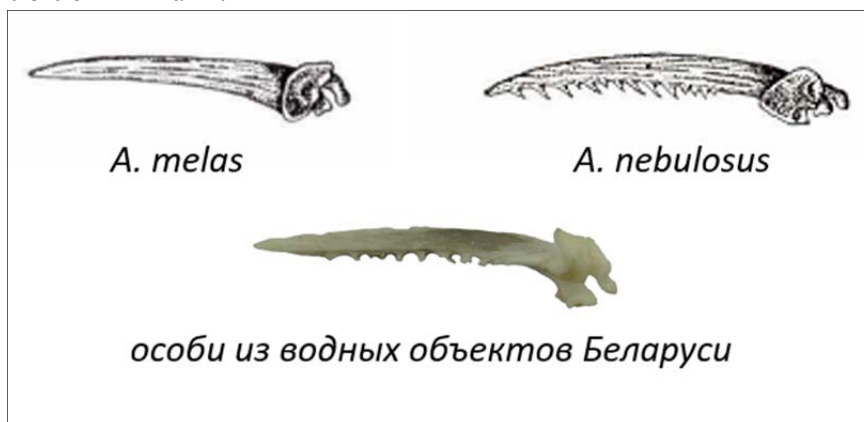 A. melas
A. nebulosus
особи из водных объектов Беларуси